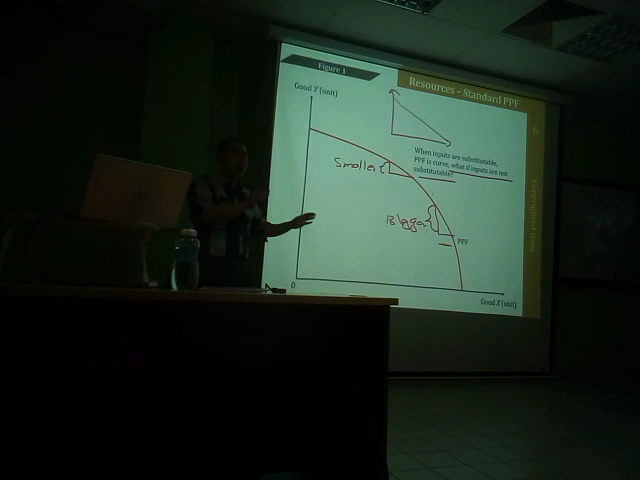 Figure 1
Resources – Standard PPF
6
Good Y (unit)
When inputs are substitutable,
PPF is curve, what if inputs are not
substitutable?
Smaller
Bigger
PPF
0
Good X (unit)